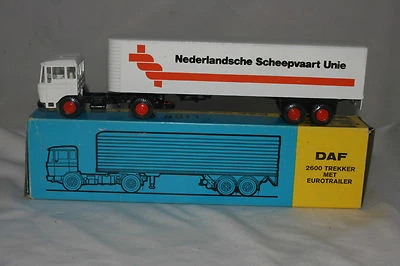 Nederlandsche Scheepvaart Unie
DAF
2600 TREKKER
MET
EUROTRAILER